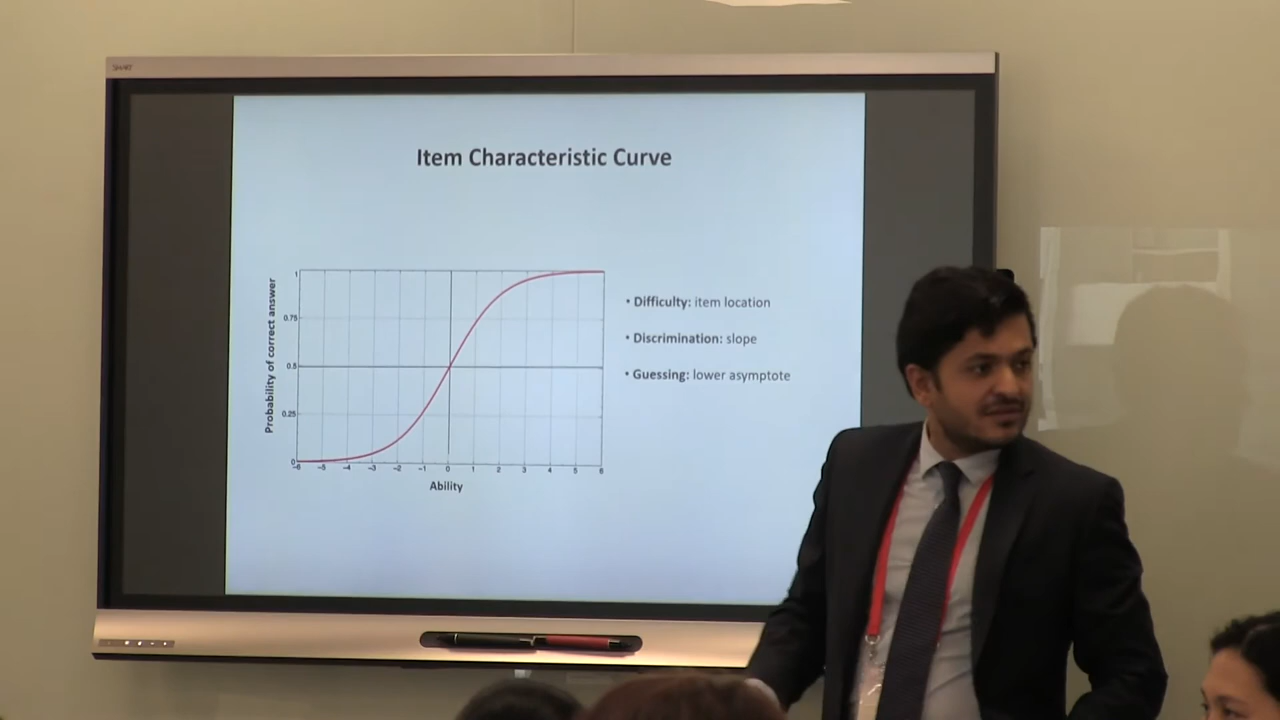 SMART
Item Characteristic Curve
Probability of correct answer
1
0.75
0.5
0.25
0
-6 -5 -4 -3 -2 -1 0 1 2 3 4 5 6
Ability
• Difficulty: item location
• Discrimination: slope
• Guessing: lower asymptote